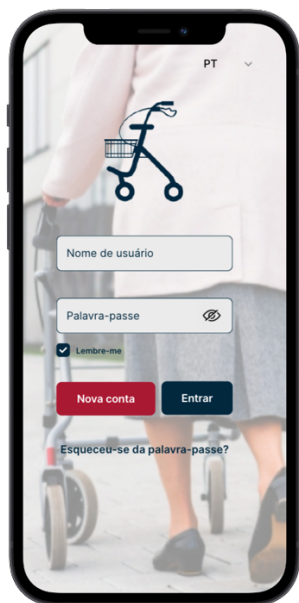 PT
Nome de usuário
Palavra-passe
Lembre-me
Nova conta
Entrar
Esqueceu-se da palavra-passe?